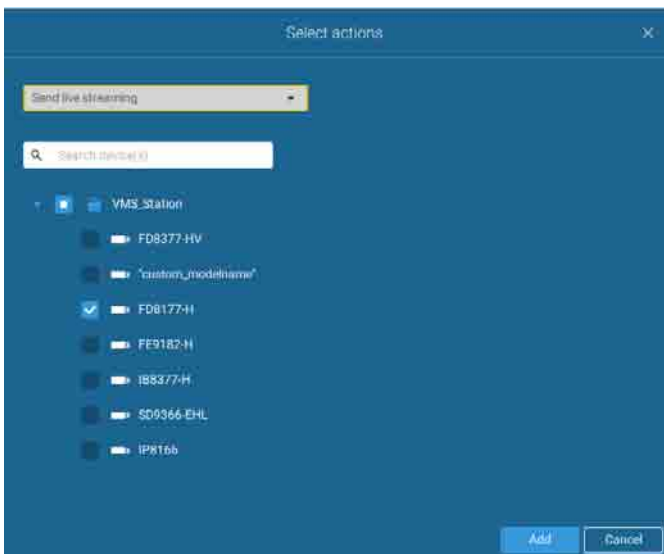 Select actions
Send live streaming
Search device(s)
VMS_Station
FD8377-HV
"custom_modelname"
FD8177-H
FE9182-H
IB8377-H
SD9366-EHL
IP8166
Add
Cancel